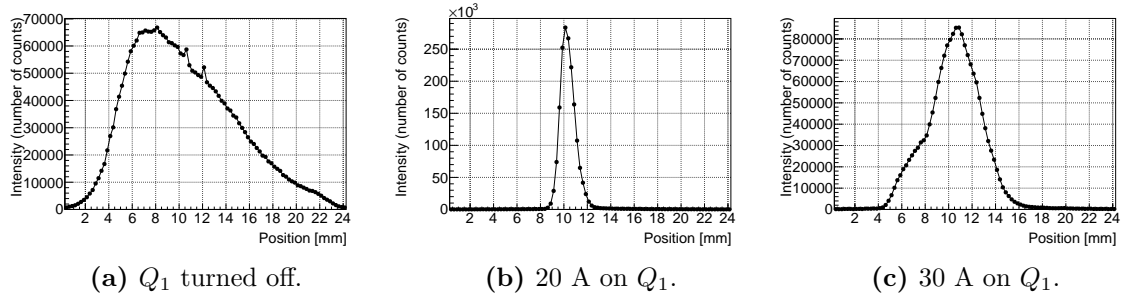 Intensity (number of counts)
70000
60000
50000
40000
30000
20000
10000
0
2 4 6 8 10 12 14 16 18 20 22 24
Position [mm]
(a) Q₁ turned off.
Intensity (number of counts)
×10³
250
200
150
100
50
0
2 4 6 8 10 12 14 16 18 20 22 24
Position [mm]
(b) 20 A on Q₁.
Intensity (number of counts)
80000
70000
60000
50000
40000
30000
20000
10000
0
2 4 6 8 10 12 14 16 18 20 22 24
Position [mm]
(c) 30 A on Q₁.